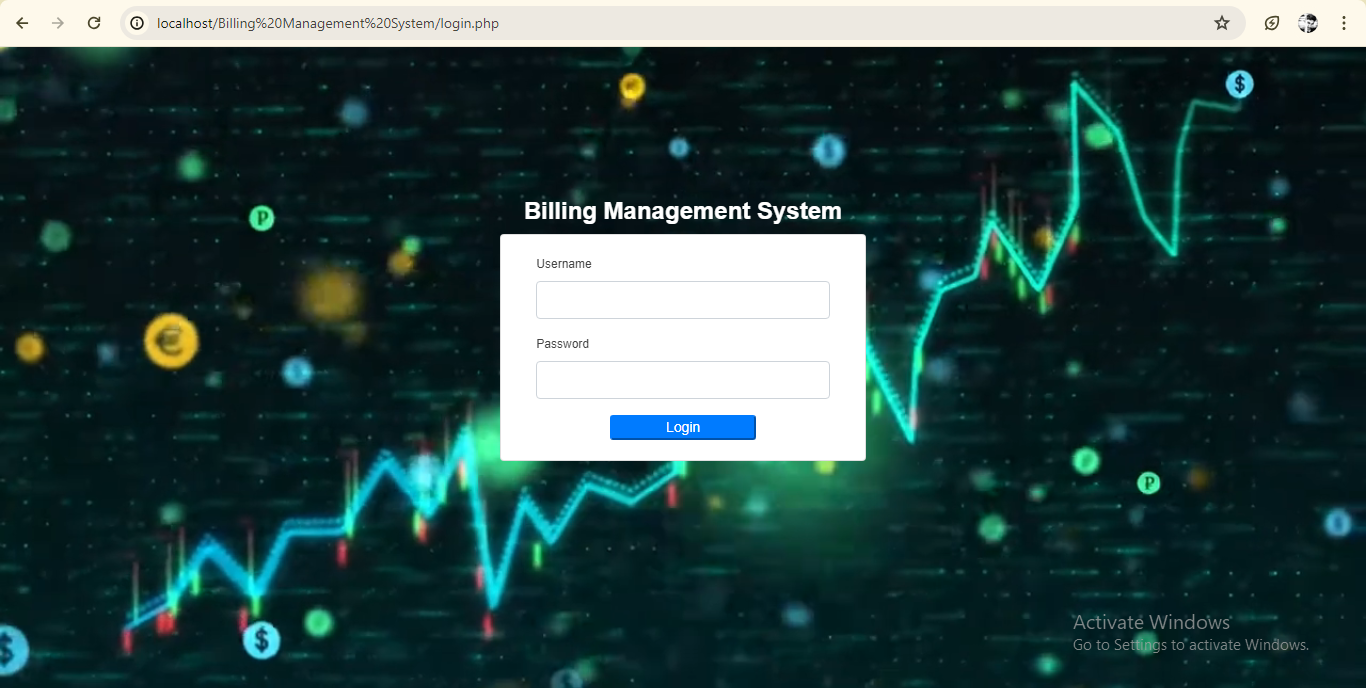 localhost/Billing%20Management%20System/login.php
$
$
$
P
€
$
Billing Management System
Username
Password
Login
P
$
$
$
Activate Windows
Go to Settings to activate Windows.